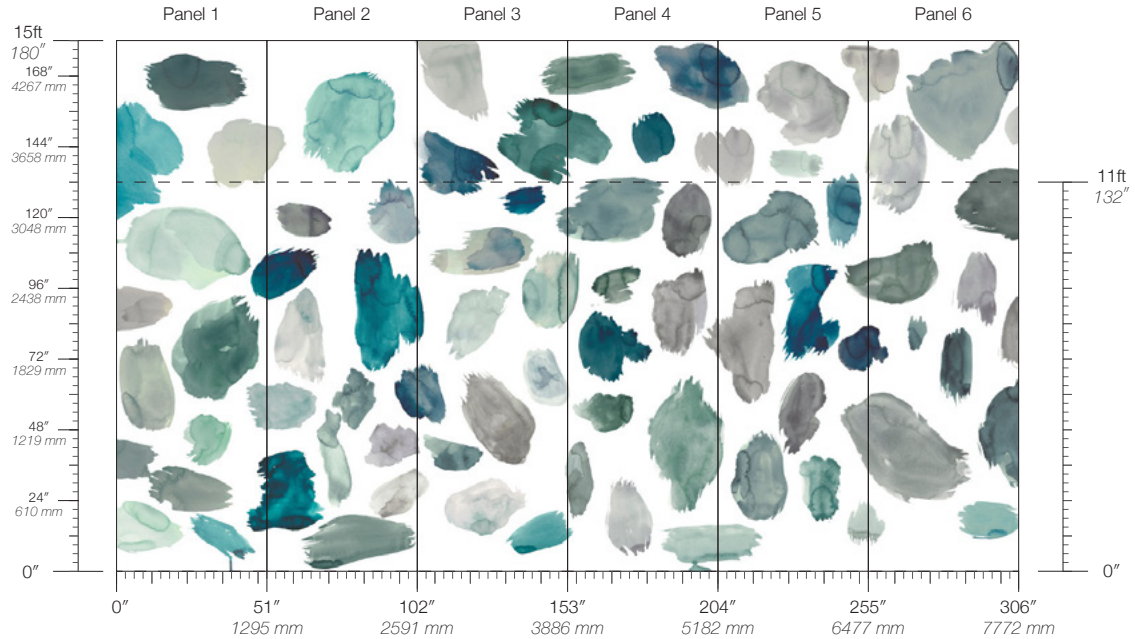 Panel 1
Panel 2
Panel 3
Panel 4
Panel 5
Panel 6
15ft
180″
168″
4267 mm
144″
3658 mm
120″
3048 mm
96″
2438 mm
72″
1829 mm
48″
1219 mm
24″
610 mm
0″
11ft
132″
0″
0″
51″
102″
153″
204″
255″
306″
1295 mm
2591 mm
3886 mm
5182 mm
6477 mm
7772 mm